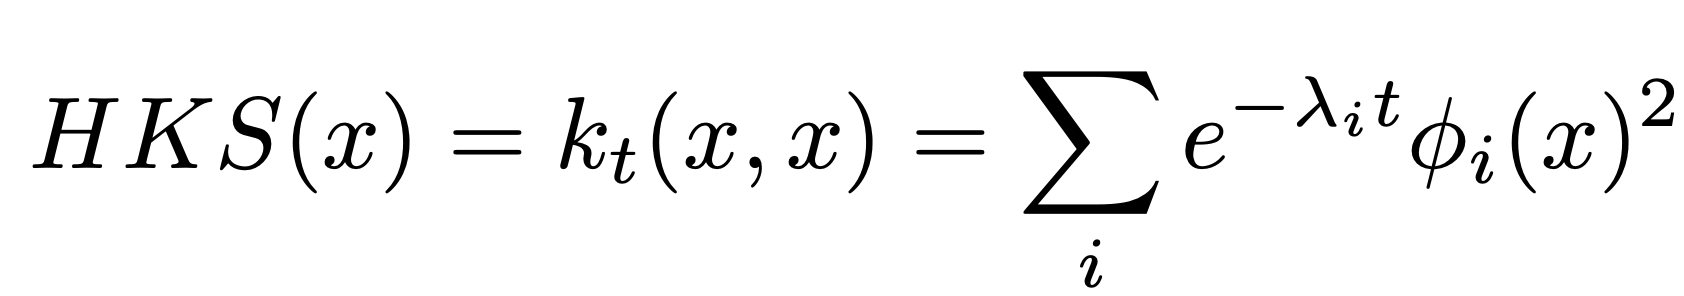 HKS(x) = k_t(x, x) = \sum_i e^{-\lambda_i t} \phi_i(x)^2